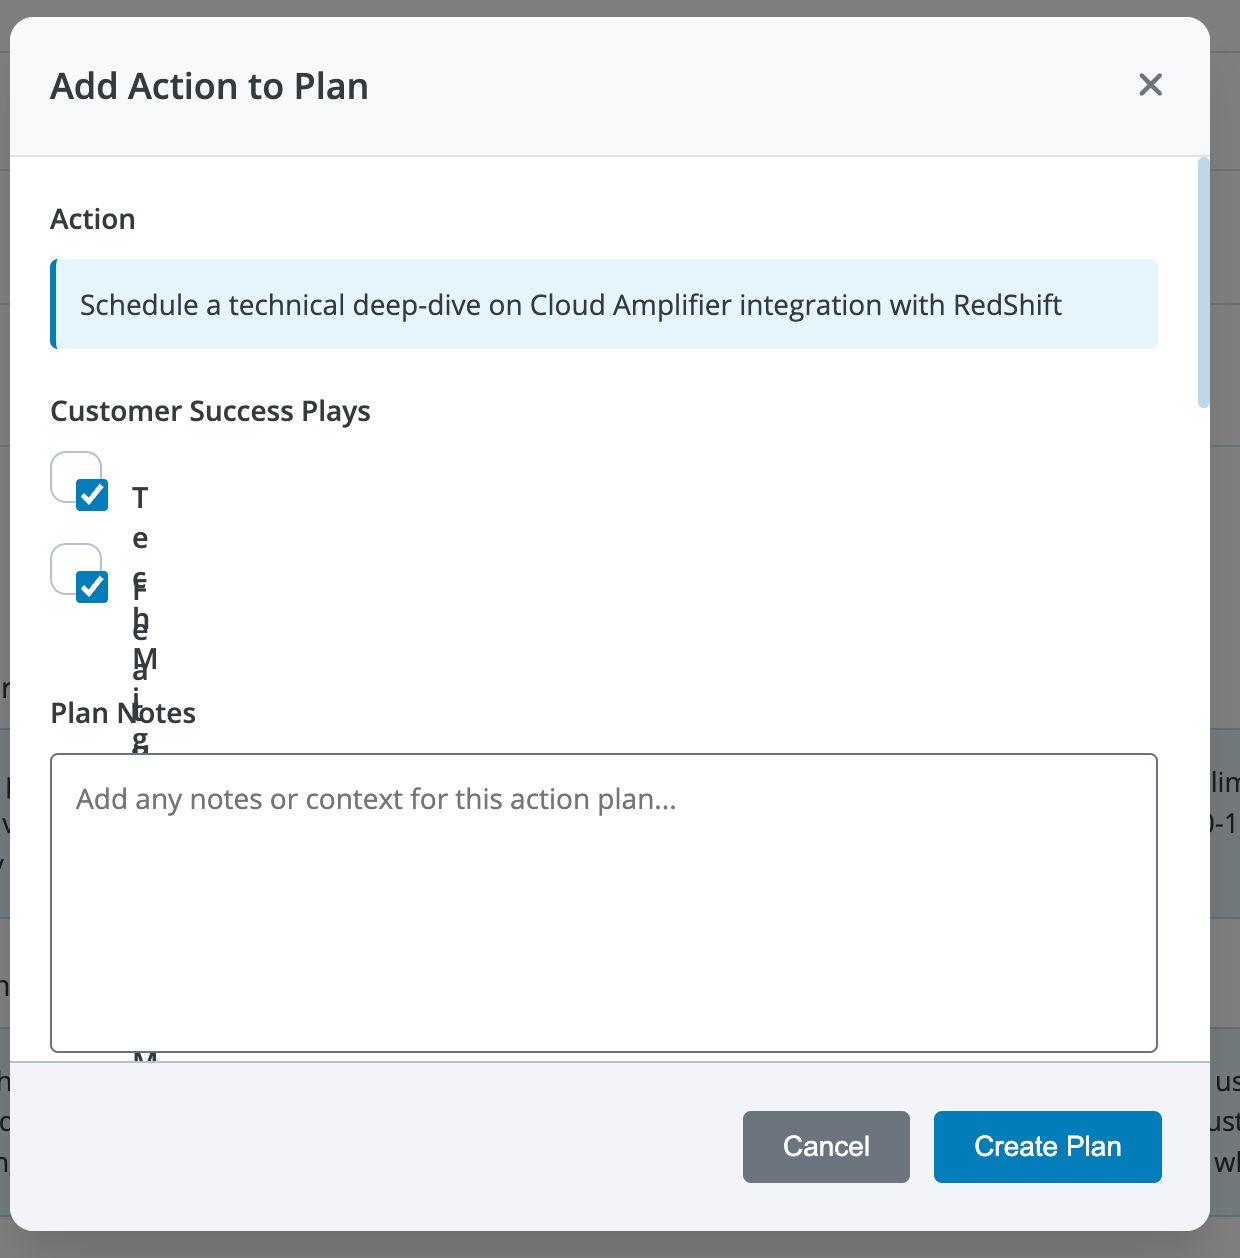 Add Action to Plan
Action
Schedule a technical deep-dive on Cloud Amplifier integration with RedShift
Customer Success Plays
T
e
c
h
M
i
g
F
e
a
t
u
Plan Notes
Add any notes or context for this action plan...
M
Cancel
Create Plan